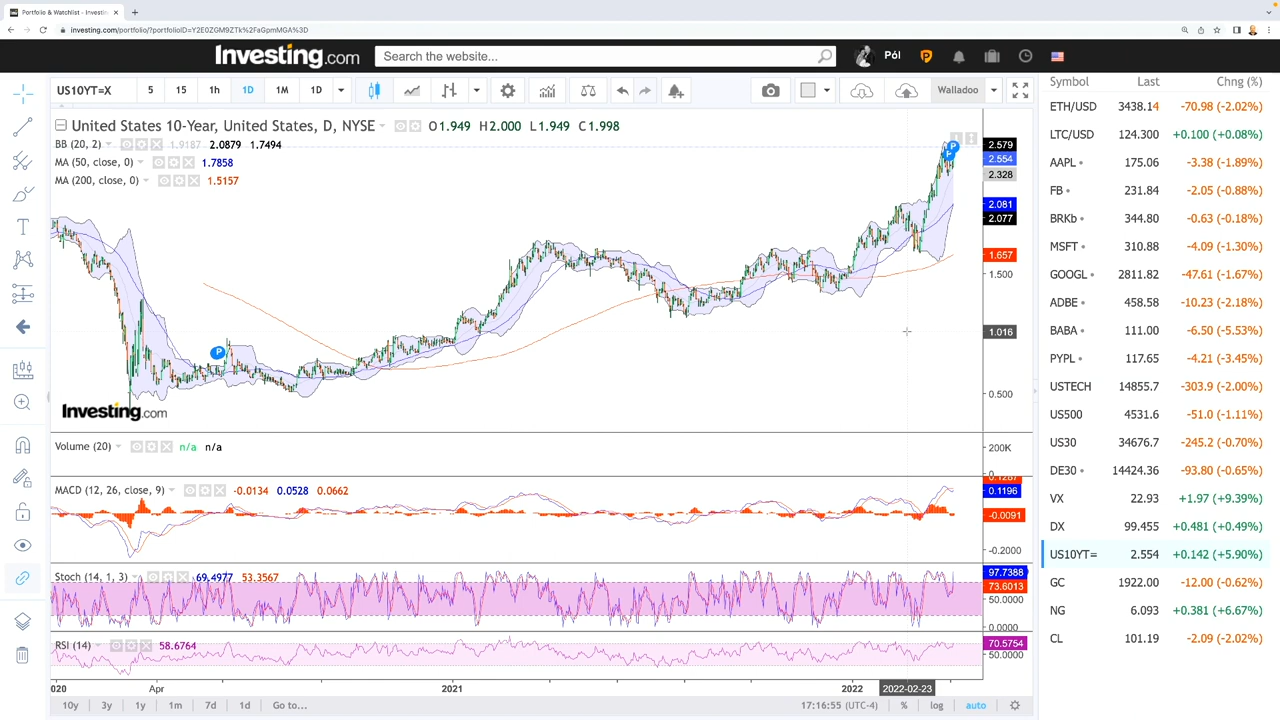 Portfolio & Watchlist - Investin
investing.com/portfolio/?portfolioID=Y2E0ZGM9ZTk%2FaGpmMGA%3D
Investing.com
Search the website...
Pól
US10YT=X 5 15 1h 1D 1M 1D
Walladoo
United States 10-Year, United States, D, NYSE O1.949 H2.000 L1.949 C1.998
BB (20, 2) 1.9187 2.0879 1.7494
MA (50, close, 0) 1.7858
MA (200, close, 0) 1.5157
2.579
2.554
2.328
2.081
2.077
1.657
1.500
1.016
0.500
P
P
P
Investing.com
Volume (20) n/a n/a
200K
MACD (12, 26, close, 9) -0.0134 0.0528 0.0662
0.1196
-0.0091
-0.2000
Stoch (14, 1, 3) 69.4977 53.3567
97.7388
73.6013
50.0000
0.0000
RSI (14) 58.6764
70.5754
50.0000
020 Apr 2021 2022 2022-02-23
10y 3y 1y 1m 7d 1d Go to... 17:16:55 (UTC-4) % log auto
Symbol Last Chng (%)
ETH/USD 3438.14 -70.98 (-2.02%)
LTC/USD 124.300 +0.100 (+0.08%)
AAPL 175.06 -3.38 (-1.89%)
FB 231.84 -2.05 (-0.88%)
BRKb 344.80 -0.63 (-0.18%)
MSFT 310.88 -4.09 (-1.30%)
GOOGL 2811.82 -47.61 (-1.67%)
ADBE 458.58 -10.23 (-2.18%)
BABA 111.00 -6.50 (-5.53%)
PYPL 117.65 -4.21 (-3.45%)
USTECH 14855.7 -303.9 (-2.00%)
US500 4531.6 -51.0 (-1.11%)
US30 34676.7 -245.2 (-0.70%)
DE30 14424.36 -93.80 (-0.65%)
VX 22.93 +1.97 (+9.39%)
DX 99.455 +0.481 (+0.49%)
US10YT= 2.554 +0.142 (+5.90%)
GC 1922.00 -12.00 (-0.62%)
NG 6.093 +0.381 (+6.67%)
CL 101.19 -2.09 (-2.02%)